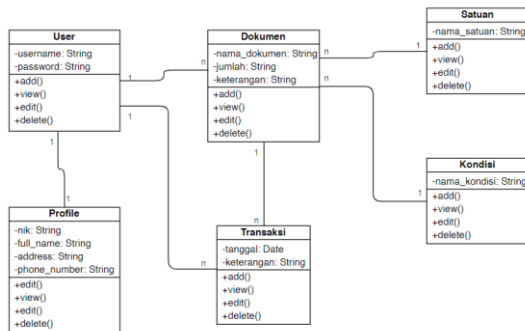 User
-username: String
-password: String
+add()
+view()
+edit()
+delete()
Dokumen
-nama_dokumen: String
-jumlah: String
-keterangan: String
+add()
+view()
+edit()
+delete()
Satuan
-nama_satuan: String
+add()
+view()
+edit()
+delete()
Kondisi
-nama_kondisi: String
+add()
+view()
+edit()
+delete()
Profile
-nik: String
-full_name: String
-address: String
-phone_number: String
+edit()
+view()
+edit()
+delete()
Transaksi
-tanggal: Date
-keterangan: String
+add()
+view()
+edit()
+delete()
1
n
n
1
1
n
1
1
1
1
n
n